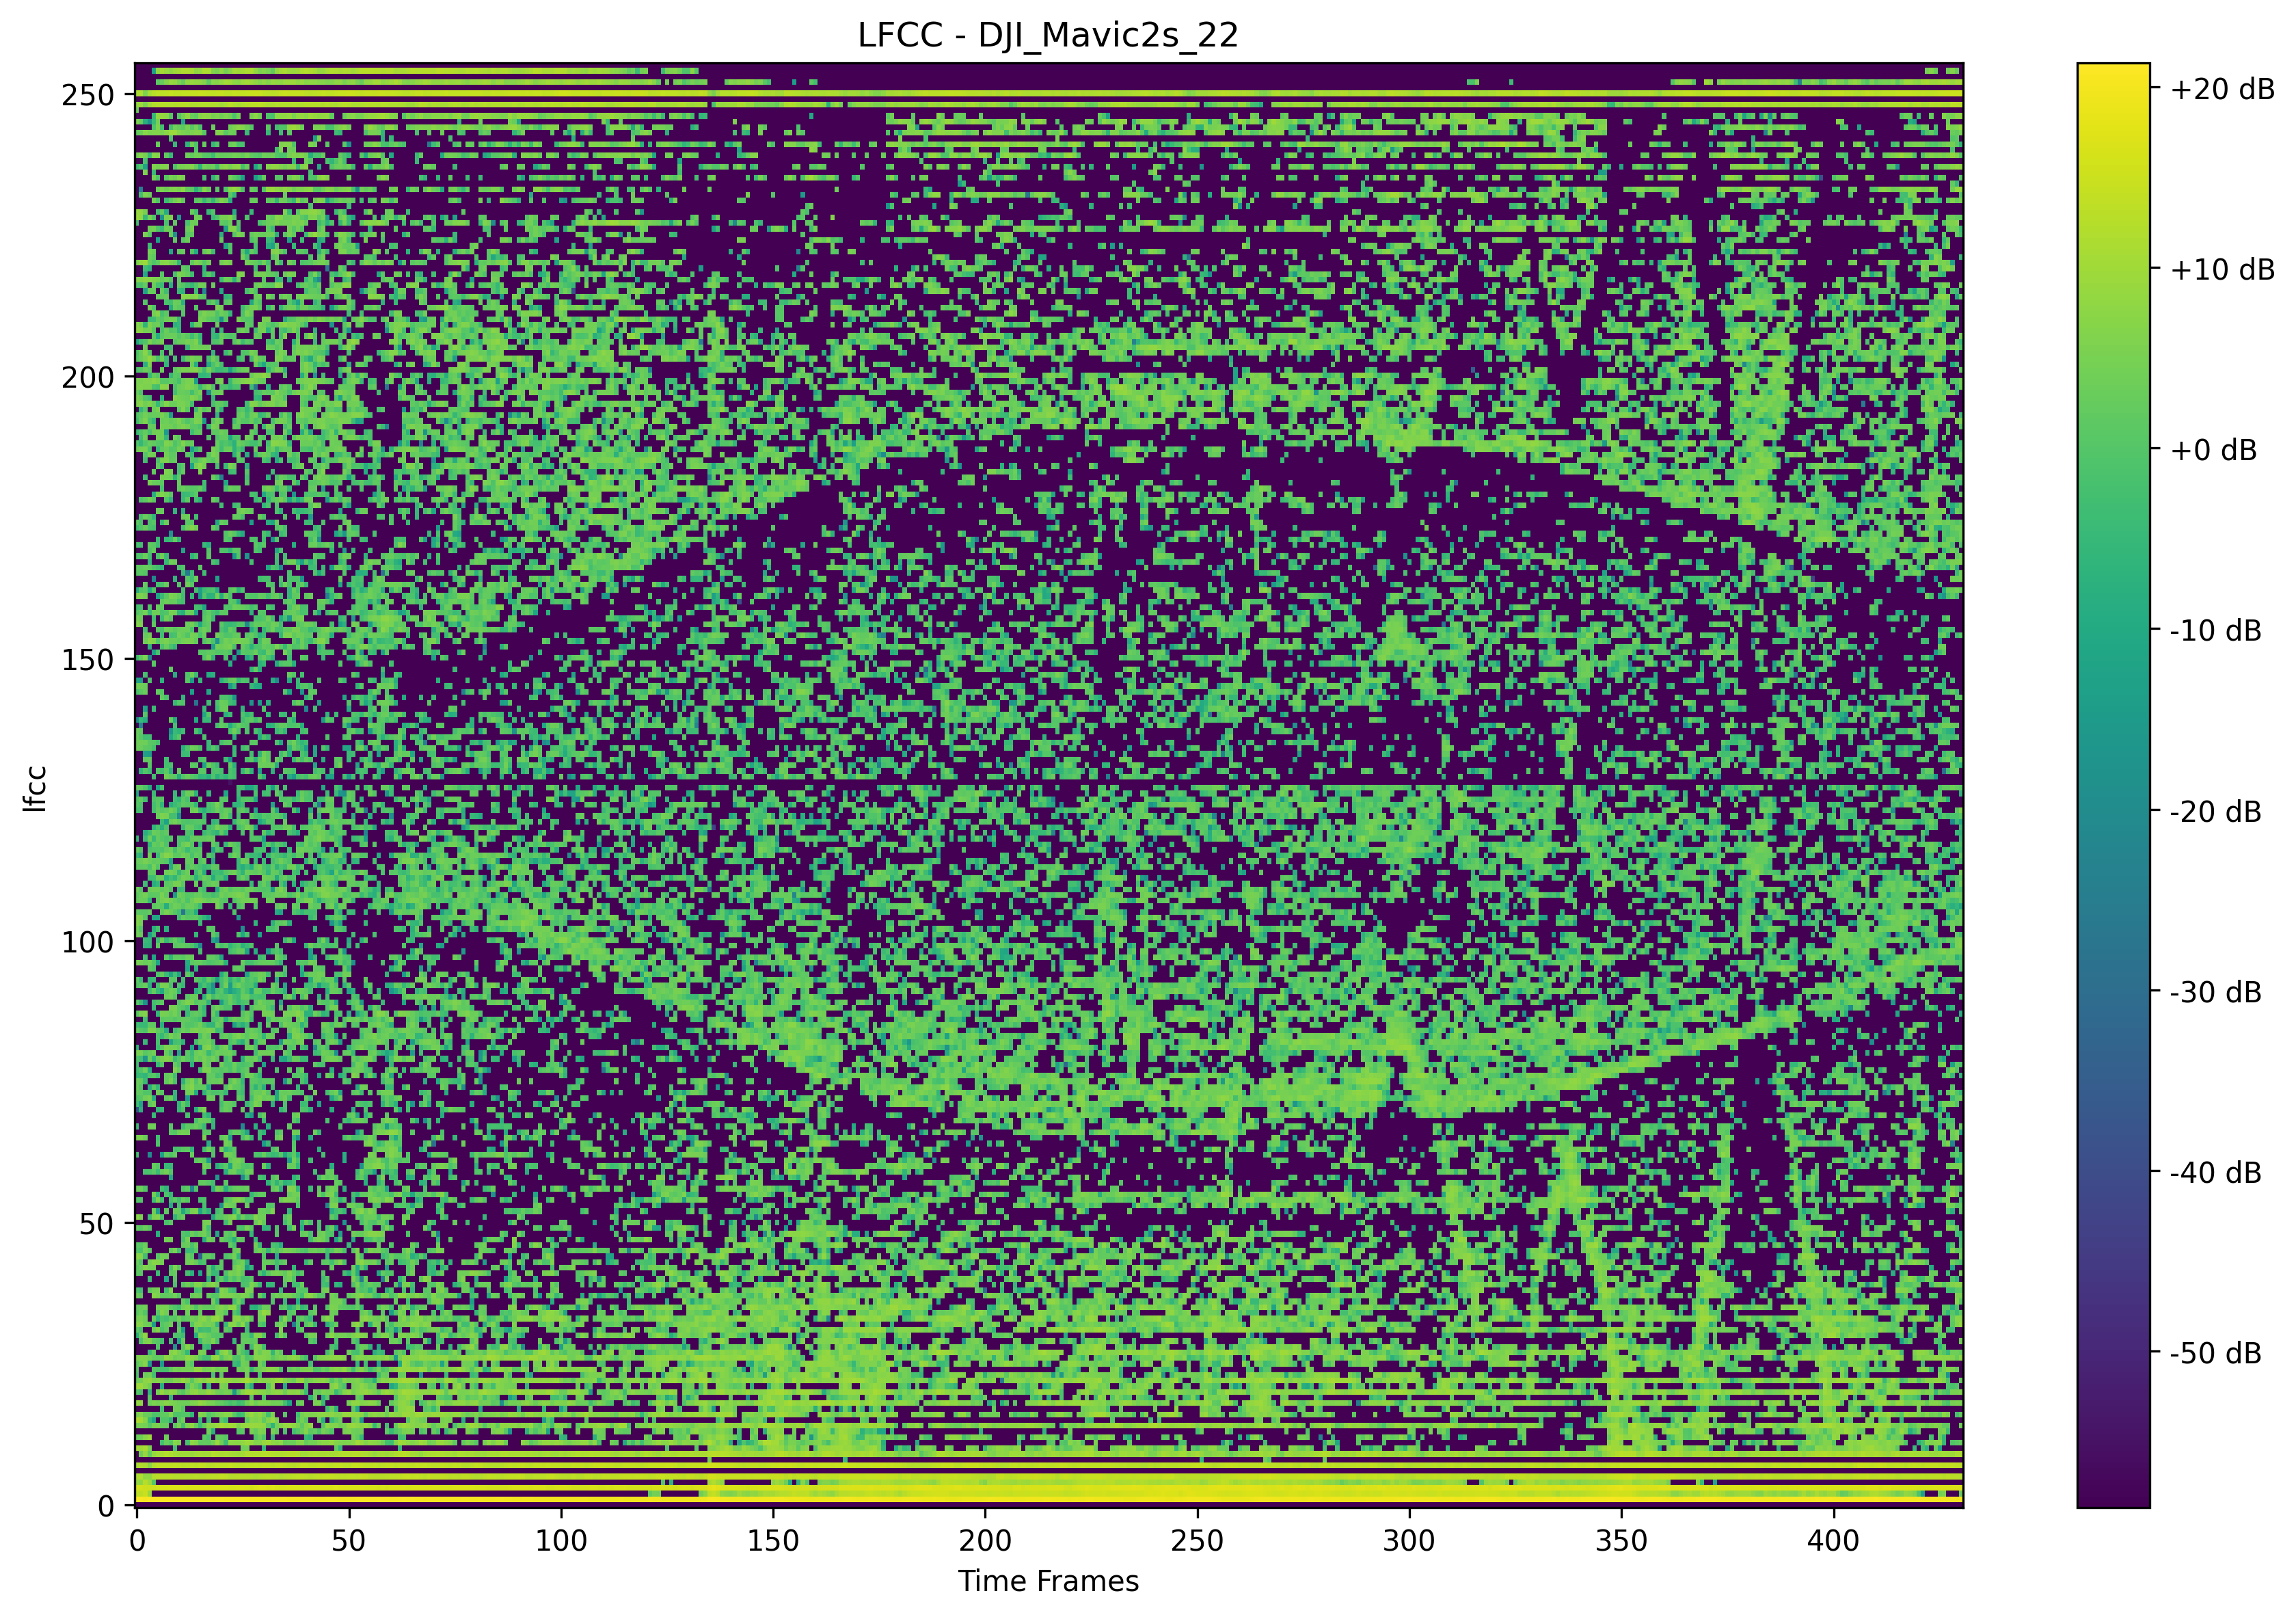 LFCC - DJI_Mavic2s_22
250
200
150
100
50
0
lfcc
0 50 100 150 200 250 300 350 400
Time Frames
+20 dB
+10 dB
+0 dB
-10 dB
-20 dB
-30 dB
-40 dB
-50 dB